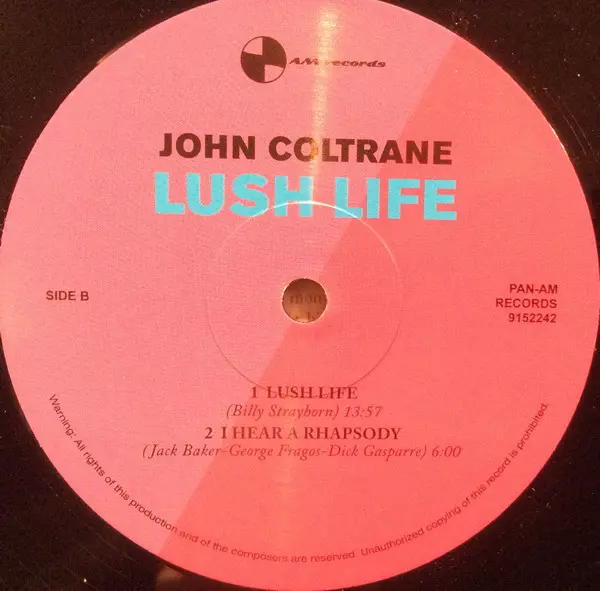 AM records
JOHN COLTRANE
LUSH LIFE
SIDE B
PAN-AM
RECORDS
9152242
1 LUSH LIFE
(Billy Strayhorn) 13:57
2 I HEAR A RHAPSODY
(Jack Baker-George Fragos-Dick Gasparre) 6:00
Warning: All rights of this production and of the composers are reserved. Unauthorized copying of this record is prohibited.